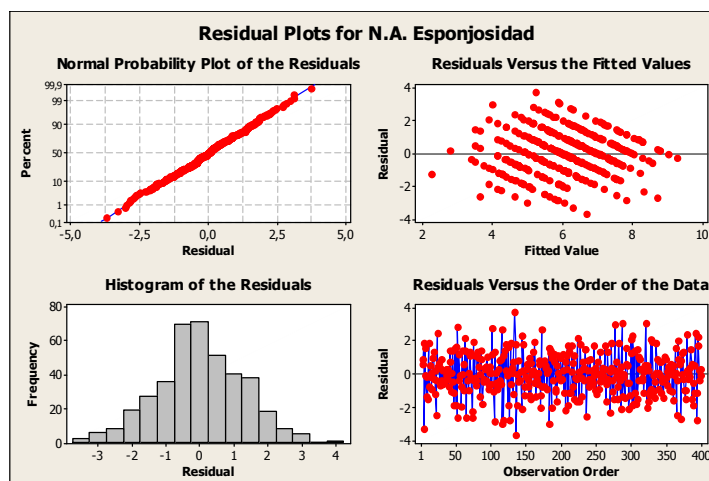 Residual Plots for N.A. Esponjosidad
Normal Probability Plot of the Residuals
99,9
99
90
50
10
1
0,1
Percent
-5,0 -2,5 0,0 2,5 5,0
Residual
Residuals Versus the Fitted Values
4
2
0
-2
-4
Residual
2 4 6 8 10
Fitted Value
Histogram of the Residuals
80
60
40
20
0
Frequency
-3 -2 -1 0 1 2 3 4
Residual
Residuals Versus the Order of the Data
4
2
0
-2
-4
Residual
1 50 100 150 200 250 300 350 400
Observation Order